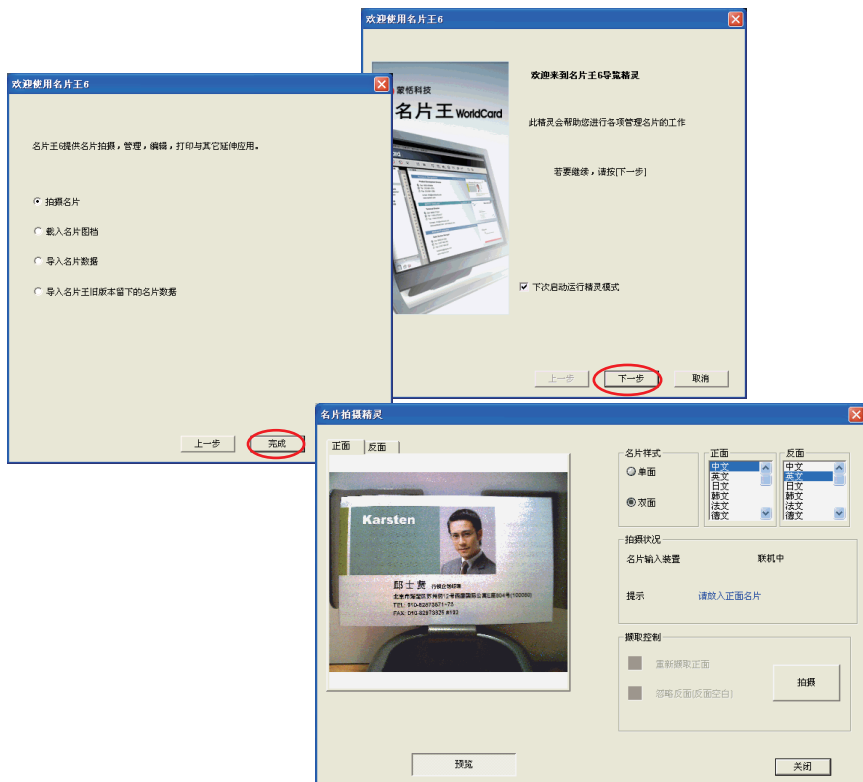 欢迎使用名片王6
蒙恬科技
名片王 WorldCard
欢迎来到名片王6导览精灵
此精灵会帮助您进行各项管理名片的工作
若要继续，请按[下一步]
下次启动运行精灵模式
上一步
下一步
取消
欢迎使用名片王6
名片王6提供名片拍摄，管理，编辑，打印与其它延伸应用。
拍摄名片
载入名片图档
导入名片数据
导入名片王旧版本留下的名片数据
上一步
完成
名片拍摄精灵
正面
反面
Karsten
TEL: 010-82873571-75
预览
名片样式
单面
双面
正面
中文
英文
日文
韩文
法文
德文
反面
中文
英文
日文
韩文
法文
德文
拍摄状况
名片输入装置
联机中
提示
请放入正面名片
撷取控制
重新撷取正面
忽略反面(反面空白)
拍摄
关闭